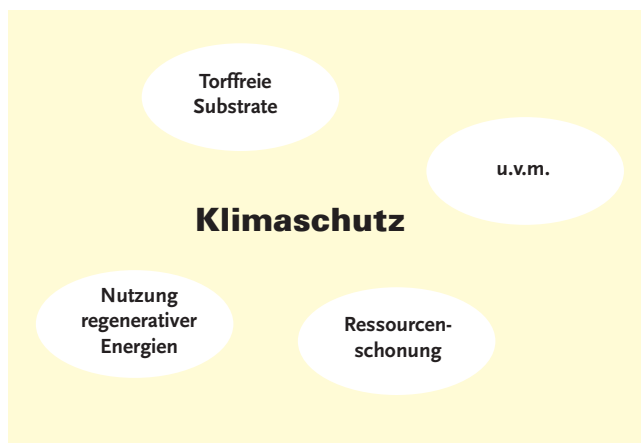 Torffreie
Substrate
u.v.m.
Klimaschutz
Nutzung
regenerativer
Energien
Ressourcen-
schonung